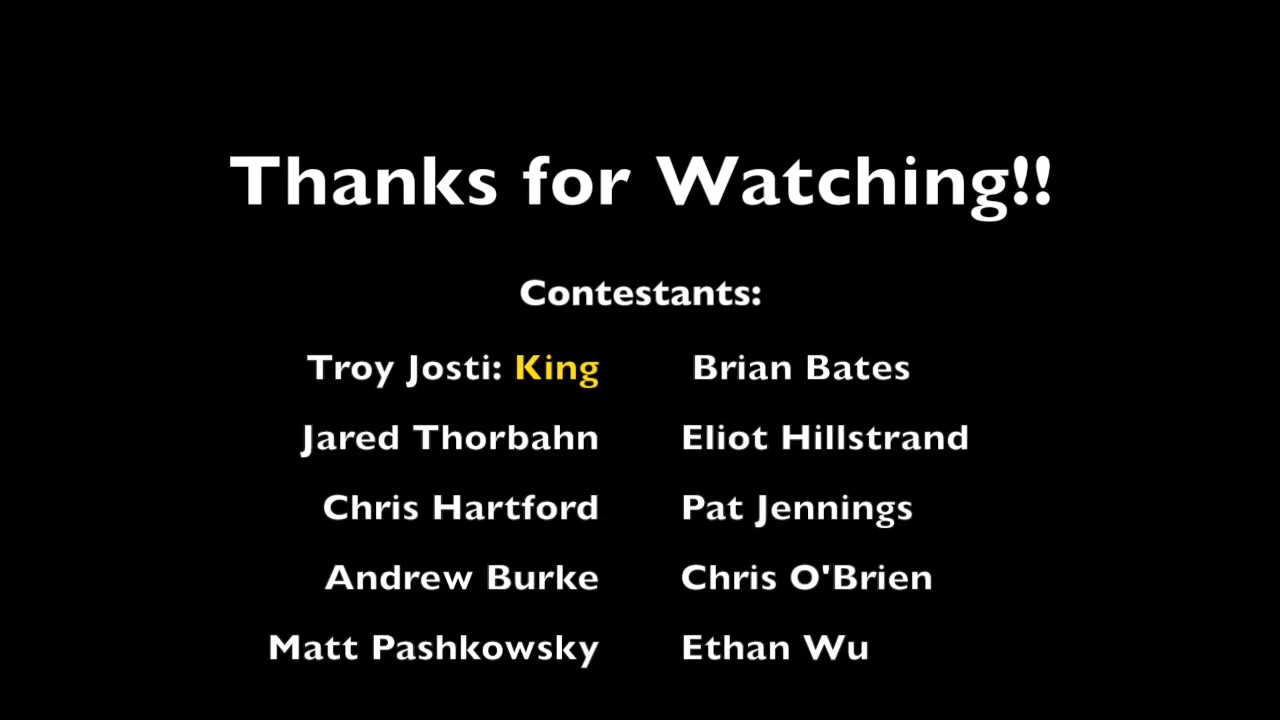 Thanks for Watching!!
Contestants:
Troy Josti: King Brian Bates
Jared Thorbahn Eliot Hillstrand
Chris Hartford Pat Jennings
Andrew Burke Chris O'Brien
Matt Pashkowsky Ethan Wu